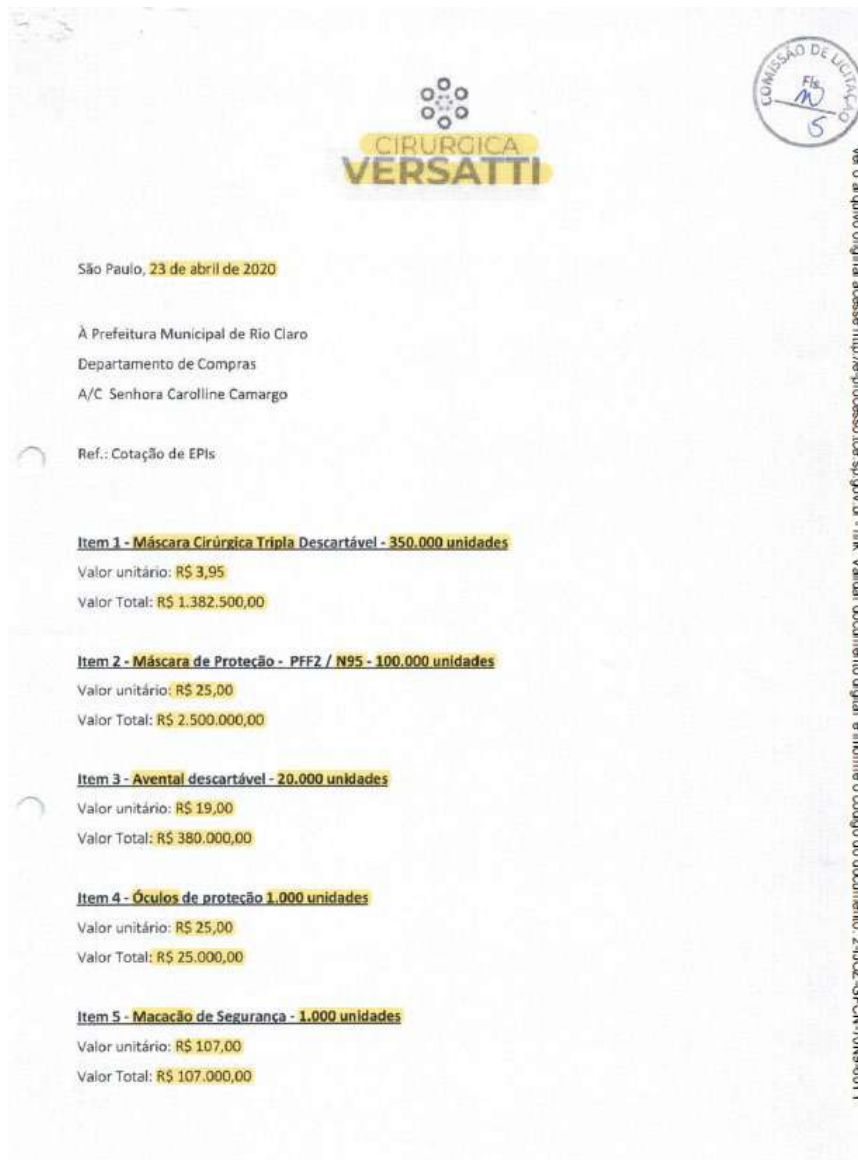 COMISSÃO DE LICITAÇÃO
Fls
5
CIRURGICA
VERSATTI
São Paulo, 23 de abril de 2020
À Prefeitura Municipal de Rio Claro
Departamento de Compras
A/C Senhora Carolline Camargo
Ref.: Cotação de EPIs
Item 1 - Máscara Cirúrgica Tripla Descartável - 350.000 unidades
Valor unitário: R$ 3,95
Valor Total: R$ 1.382.500,00
Item 2 - Máscara de Proteção - PFF2 / N95 - 100.000 unidades
Valor unitário: R$ 25,00
Valor Total: R$ 2.500.000,00
Item 3 - Avental descartável - 20.000 unidades
Valor unitário: R$ 19,00
Valor Total: R$ 380.000,00
Item 4 - Óculos de proteção 1.000 unidades
Valor unitário: R$ 25,00
Valor Total: R$ 25.000,00
Item 5 - Macacão de Segurança - 1.000 unidades
Valor unitário: R$ 107,00
Valor Total: R$ 107.000,00